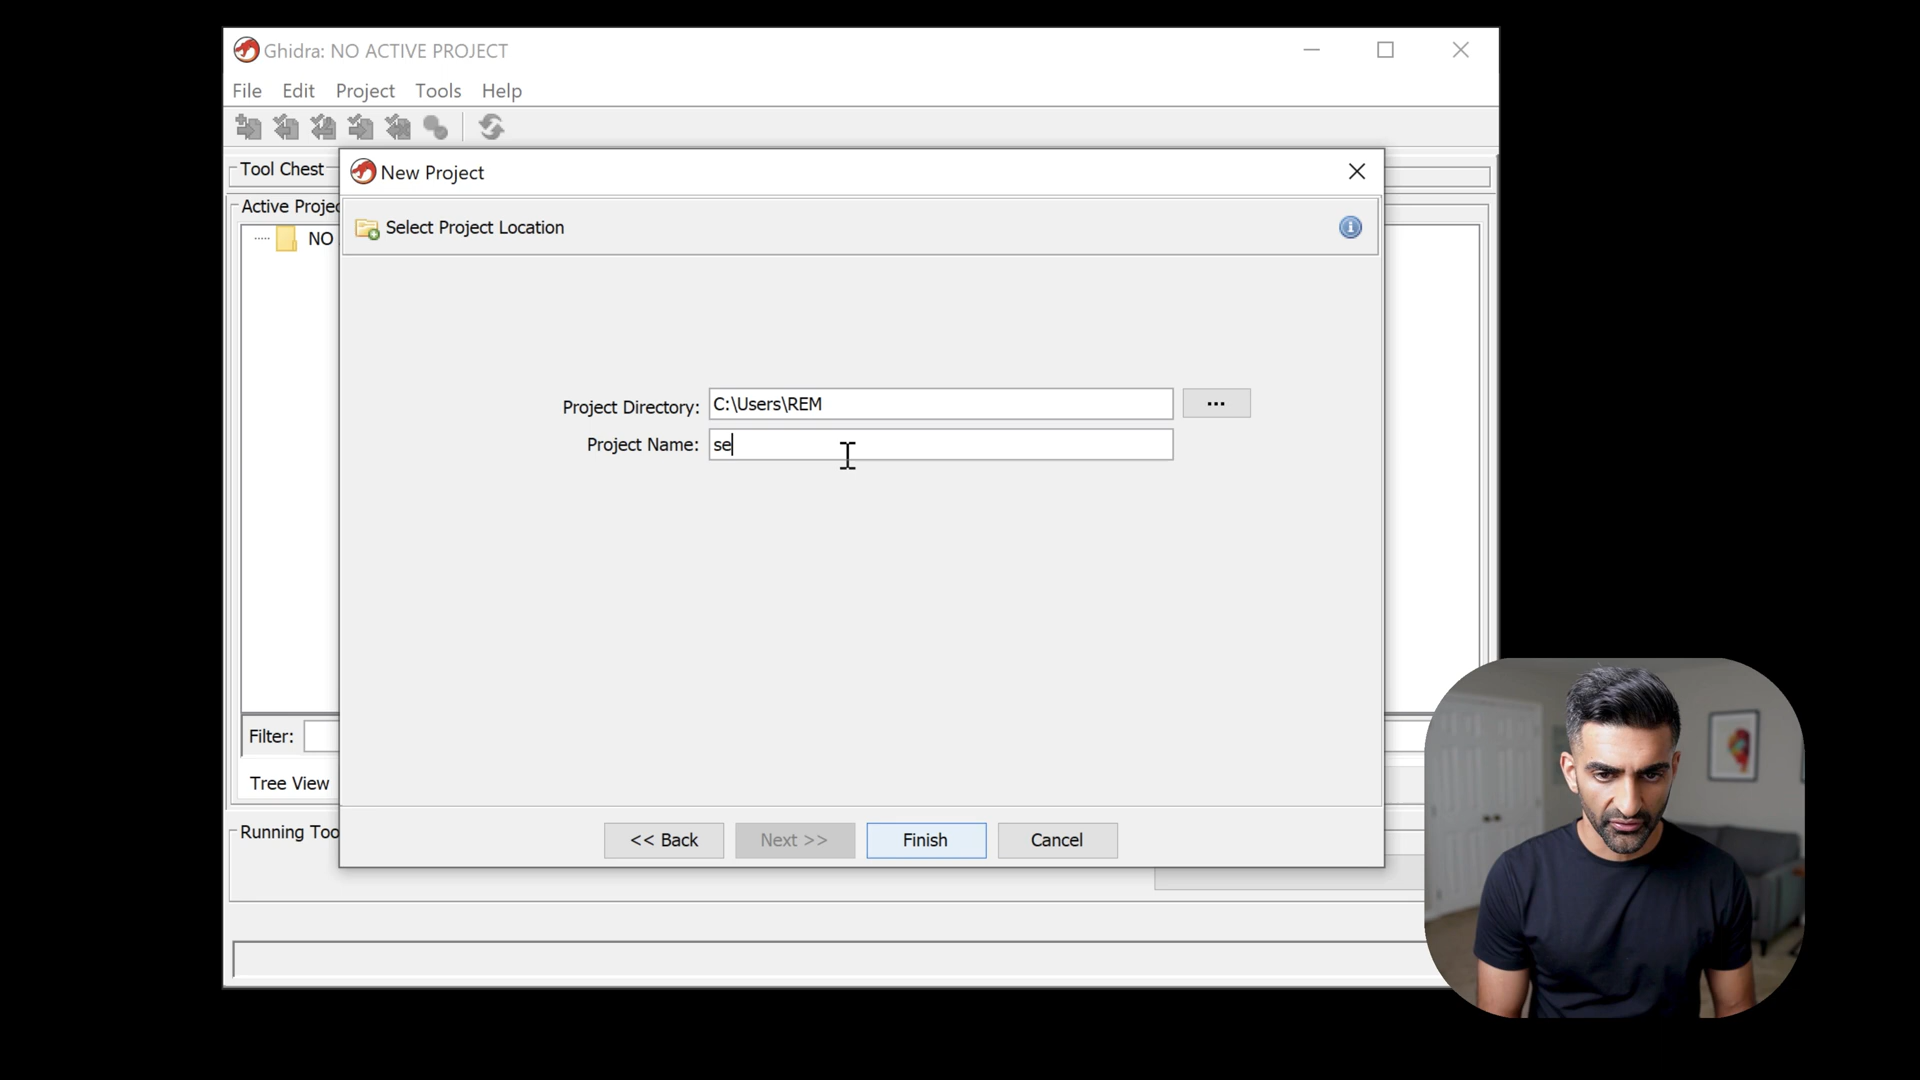 Ghidra: NO ACTIVE PROJECT
File Edit Project Tools Help
Tool Chest
New Project
Select Project Location
Active Projec
NO
Project Directory: C:\Users\REM ...
Project Name: se
Filter:
Tree View
Running Too
<< Back Next >> Finish Cancel